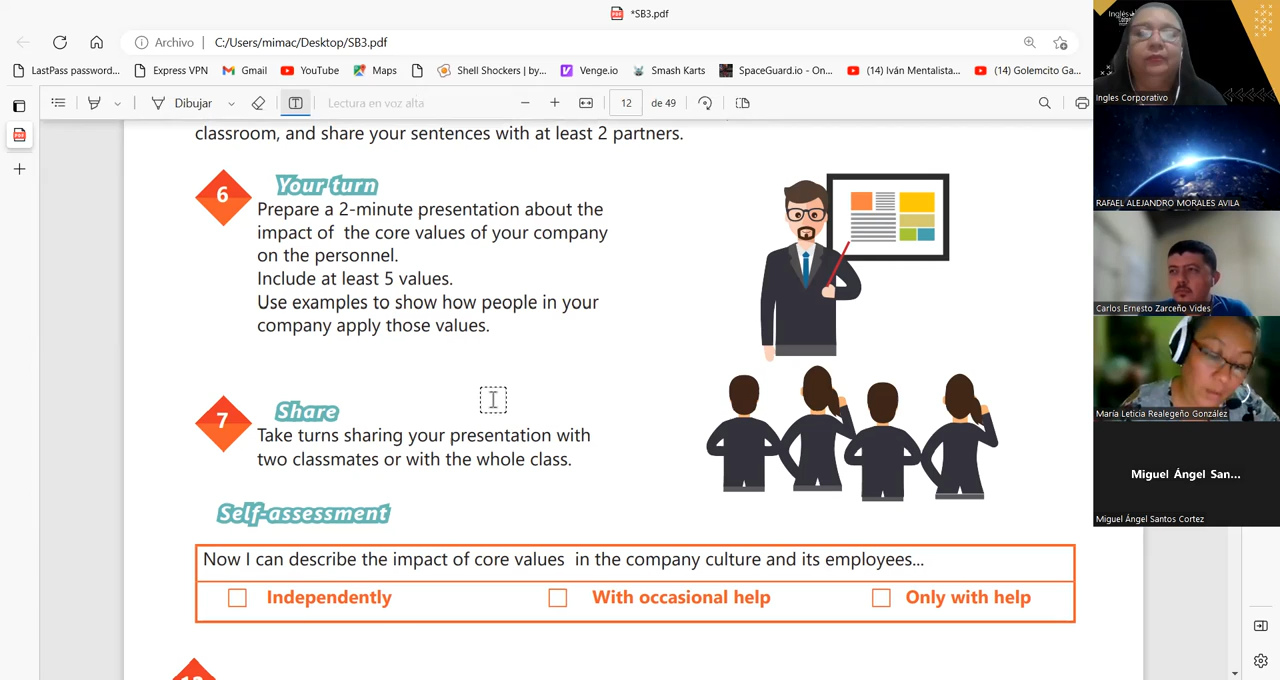 *SB3.pdf
Archivo
C:/Users/mimac/Desktop/SB3.pdf
LastPass password...
Express VPN
Gmail
YouTube
Maps
Shell Shockers | by...
Venge.io
Smash Karts
SpaceGuard.io - On...
(14) Iván Mentalista...
(14) Golemcito Ga...
Dibujar
Lectura en voz alta
12
de 49
classroom, and share your sentences with at least 2 partners.
6
Your turn
Prepare a 2-minute presentation about the
impact of the core values of your company
on the personnel.
Include at least 5 values.
Use examples to show how people in your
company apply those values.
7
Share
Take turns sharing your presentation with
two classmates or with the whole class.
Self-assessment
Now I can describe the impact of core values in the company culture and its employees...
Independently
With occasional help
Only with help
Ingles Corporativo
RAFAEL ALEJANDRO MORALES AVILA
Carlos Ernesto Zarceño Vides
María Leticia Realegeño González
Miguel Ángel San...
Miguel Ángel Santos Cortez